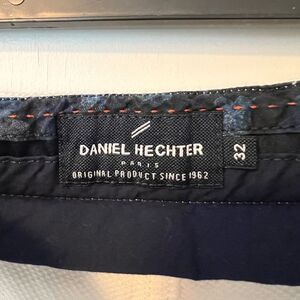 DANIEL HECHTER
PARIS
ORIGINAL PRODUCT SINCE 1962
32